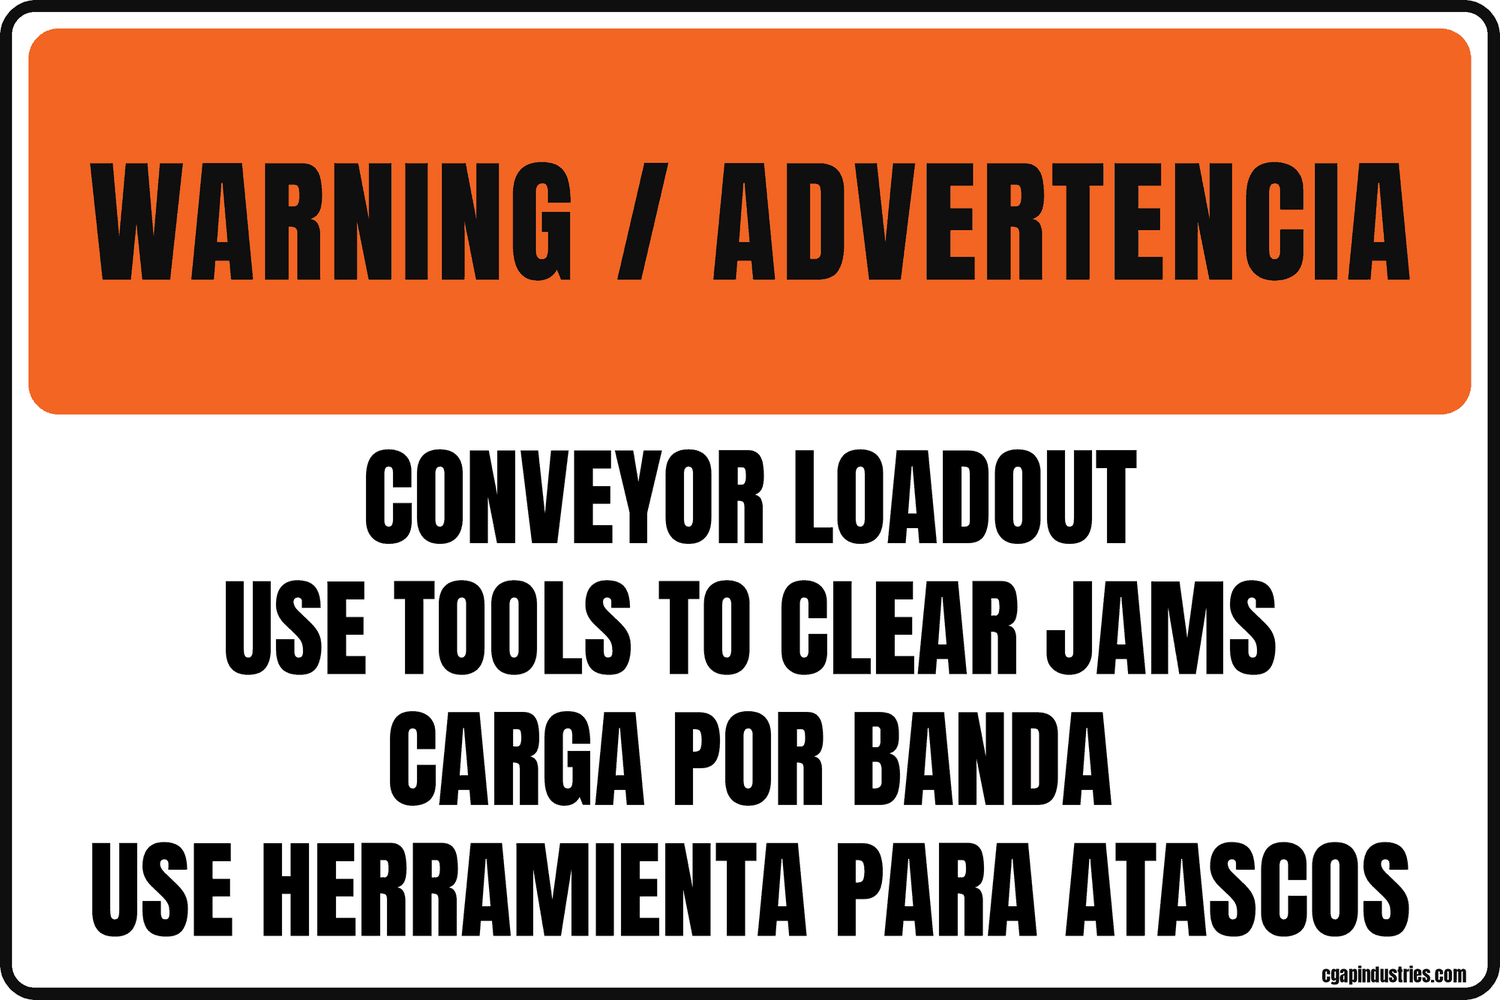 WARNING / ADVERTENCIA
CONVEYOR LOADOUT
USE TOOLS TO CLEAR JAMS
CARGA POR BANDA
USE HERRAMIENTA PARA ATASCOS
cgapindustries.com